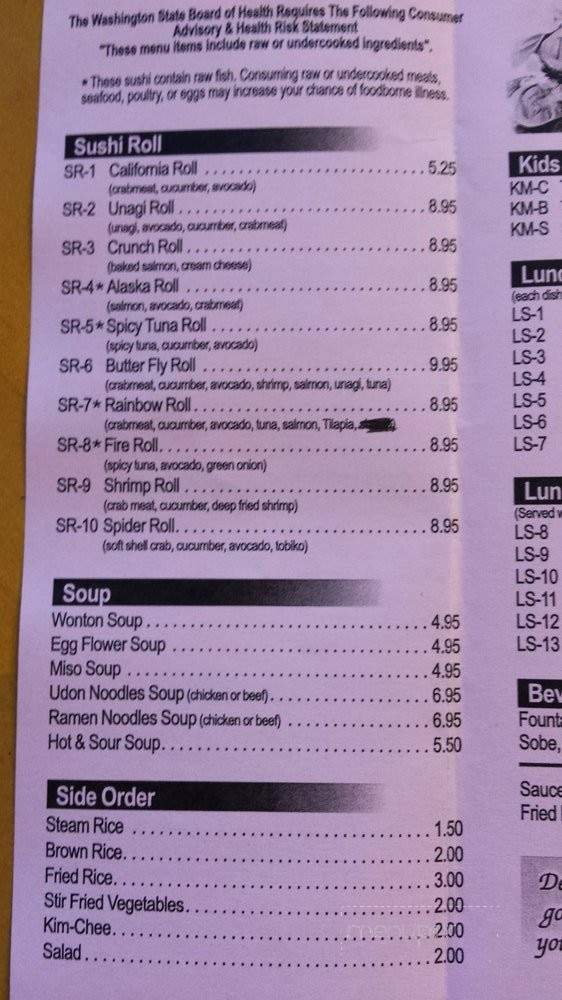 The Washington State Board of Health Requires The Following Consumer
Advisory & Health Risk Statement
"These menu items include raw or undercooked ingredients".
* These sushi contain raw fish. Consuming raw or undercooked meats,
seafood, poultry, or eggs may increase your chance of foodborne illness.
Sushi Roll
SR-1 California Roll ........................ 5.25
(crabmeat, cucumber, avocado)
SR-2 Unagi Roll ........................ 8.95
(unagi, avocado, cucumber, crabmeat)
SR-3 Crunch Roll ........................ 8.95
(baked salmon, cream cheese)
SR-4* Alaska Roll ........................ 8.95
(salmon, avocado, crabmeat)
SR-5* Spicy Tuna Roll ........................ 8.95
(spicy tuna, cucumber, avocado)
SR-6 Butter Fly Roll ........................ 9.95
(crabmeat, cucumber, avocado, shrimp, salmon, unagi, tuna)
SR-7* Rainbow Roll ........................ 8.95
(crabmeat, cucumber, avocado, tuna, salmon, Tilapia,
SR-8* Fire Roll ........................ 8.95
(spicy tuna, avocado, green onion)
SR-9 Shrimp Roll ........................ 8.95
(crab meat, cucumber, deep fried shrimp)
SR-10 Spider Roll ........................ 8.95
(soft shell crab, cucumber, avocado, tobiko)
Soup
Wonton Soup ........................ 4.95
Egg Flower Soup ........................ 4.95
Miso Soup ........................ 4.95
Udon Noodles Soup (chicken or beef) ................ 6.95
Ramen Noodles Soup (chicken or beef) ............... 6.95
Hot & Sour Soup ........................ 5.50
Side Order
Steam Rice ........................ 1.50
Brown Rice ........................ 2.00
Fried Rice ........................ 3.00
Stir Fried Vegetables ........................ 2.00
Kim-Chee ........................ 2.00
Salad ........................ 2.00
Kids
KM-C
KM-B
KM-S
(each dish
LS-1
LS-2
LS-3
LS-4
LS-5
LS-6
LS-7
(Served
LS-8
LS-9
LS-10
LS-11
LS-12
LS-13
Sobe,
Sauce
Fried